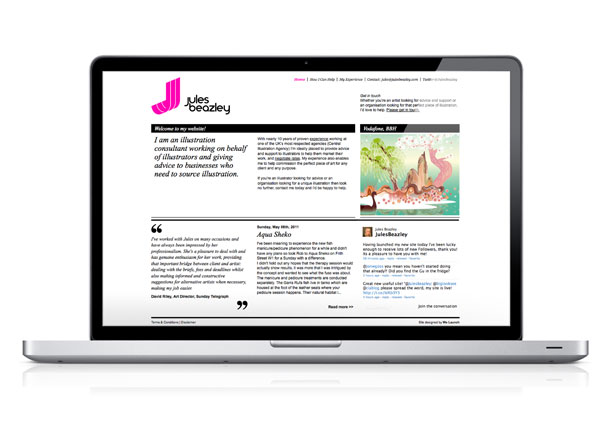 Home | How I Can Help | My Experience | Contact: jules@julesbeazley.com | Twitter
jules
beazley
Get in touch
Whether you're an artist looking for advice and support or
an organisation looking for that perfect piece of illustration,
I'd love to help. Please get in touch.
Welcome to my website!
I am an illustration
consultant working on behalf
of illustrators and giving
advice to businesses who
need to source illustration.
With nearly 10 years of proven experience working at
one of the UK's most respected agencies (Central
Illustration Agency) I'm ideally placed to provide advice
and support to illustrators to help them market their
work, and negotiate jobs. My experience also enables
me to help commission the perfect piece of art for any
client and any purpose.
If you're an illustrator looking for advice or an
organisation looking for a unique illustration then look
no further, contact me today and I'd be happy to help.
Vodafone, BBH
I've worked with Jules on many occasions and
have always been impressed by her
professionalism. She's a pleasure to deal with and
has genuine enthusiasm for her work, providing
that important bridge between client and artist:
dealing with the briefs, fees and deadlines whilst
also making informed and constructive
suggestions for alternative artists when necessary,
making my job easier
David Riley, Art Director, Sunday Telegraph
Sunday, May 08th, 2011
Aqua Sheko
I've been meaning to experience the new fish
manicure/pedicure phenomenon for a while and didn't
have any plans so took Rob to Aqua Sheko on Fifth
Street W1 for a Sunday with a difference.
I don't hold out any hopes that the therapy session would
actually show results, it was more that I was intrigued by
the concept and wanted to see what the fuss was about.
The manicure and pedicure treatments are conducted
separately. The Garra Rufa fish live in tanks which are
housed at the foot of the leather seats where your
pedicure session happens. Their natural habitat i...
Read more >>
Jules Beazley
JulesBeazley
Having launched my new site today I've been lucky
enough to receive lots of new Followers, thank you!
Its a pleasure to have you with me!
you mean you haven't started doing
that already? Did you find the Gu in the fridge?
Great new useful site!
please spread the word, my site is live!
join the conversation
Terms & Conditions | Disclaimer
Site designed by We Launch